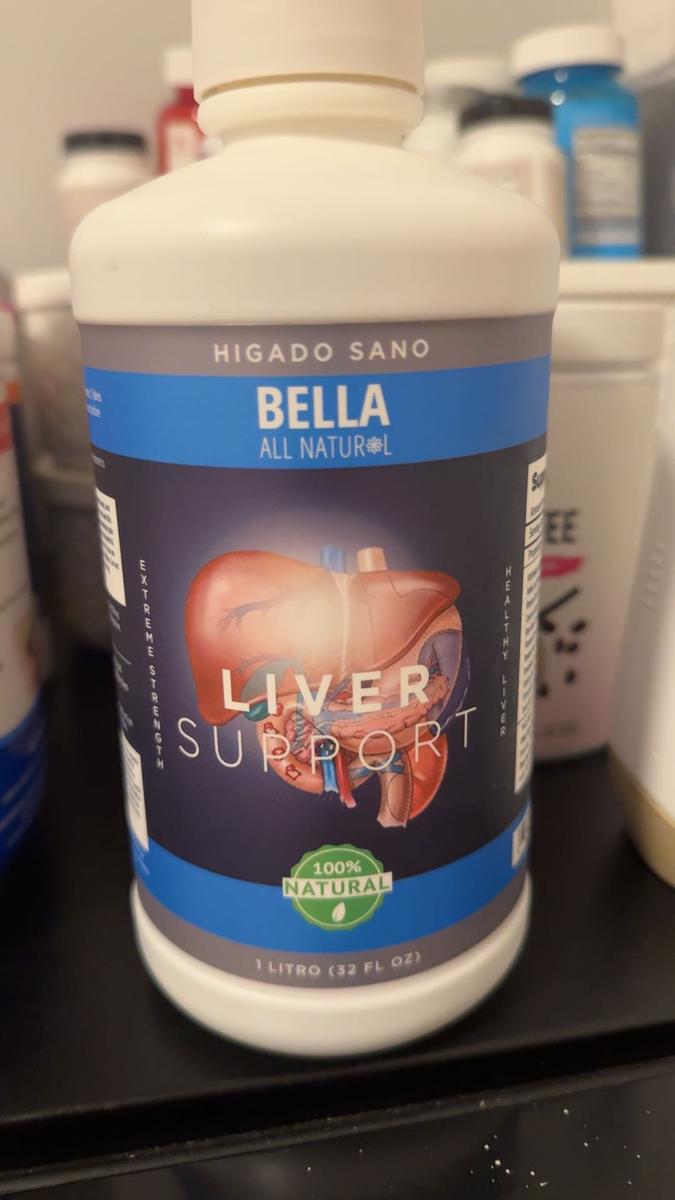 HIGADO SANO
BELLA
ALL NATURAL
EXTREME STRENGTH
HEALTHY LIVER
LIVER
SUPPORT
100%
NATURAL
1 LITRO (32 FL OZ)